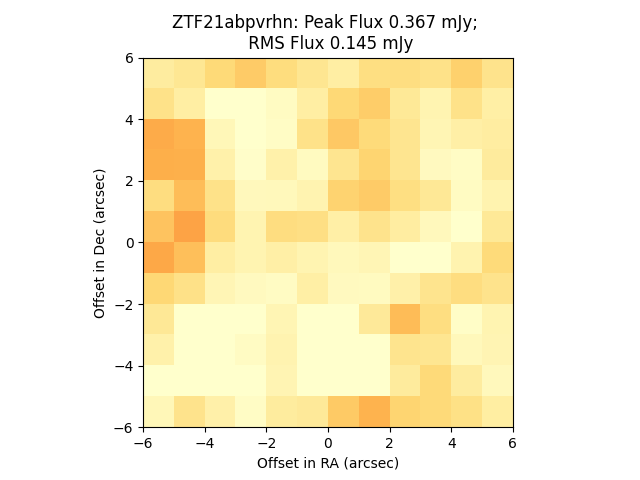 ZTF21abpvrhn: Peak Flux 0.367 mJy;
RMS Flux 0.145 mJy
6
4
2
0
−2
−4
−6
Offset in Dec (arcsec)
−6 −4 −2 0 2 4 6
Offset in RA (arcsec)